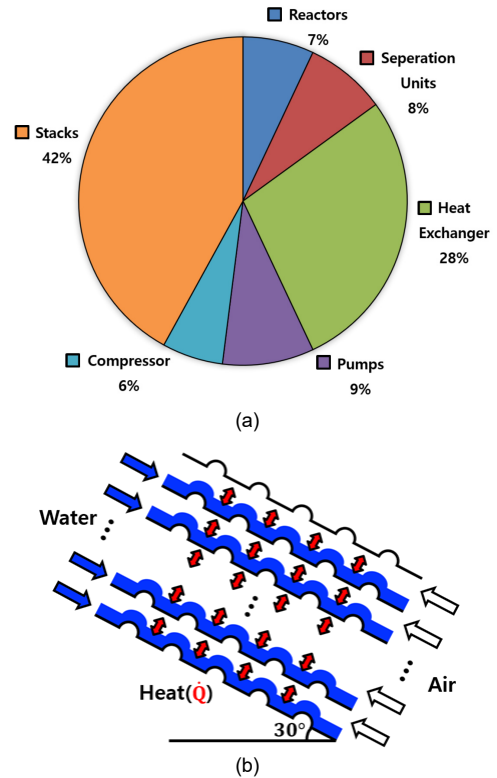 Reactors
7%
Seperation
Units
8%
Stacks
42%
Heat
Exchanger
28%
Compressor
6%
Pumps
9%
(a)
Water
Air
Heat(Q̇)
30°
(b)